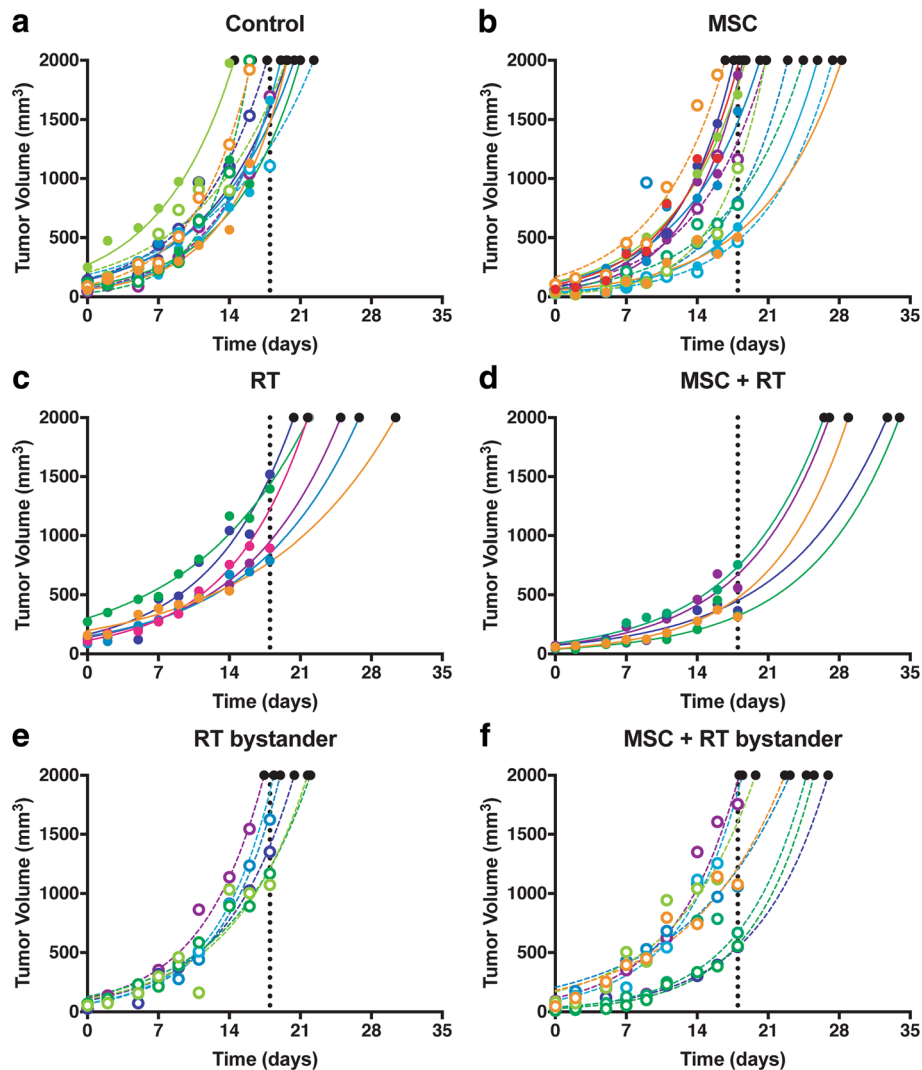 a Control
2000
1500
1000
500
0
Tumor Volume (mm³)
0 7 14 21 28 35
Time (days)
b MSC
2000
1500
1000
500
0
Tumor Volume (mm³)
0 7 14 21 28 35
Time (days)
c RT
2000
1500
1000
500
0
Tumor Volume (mm³)
0 7 14 21 28 35
Time (days)
d MSC + RT
2000
1500
1000
500
0
Tumor Volume (mm³)
0 7 14 21 28 35
Time (days)
e RT bystander
2000
1500
1000
500
0
Tumor Volume (mm³)
0 7 14 21 28 35
Time (days)
f MSC + RT bystander
2000
1500
1000
500
0
Tumor Volume (mm³)
0 7 14 21 28 35
Time (days)